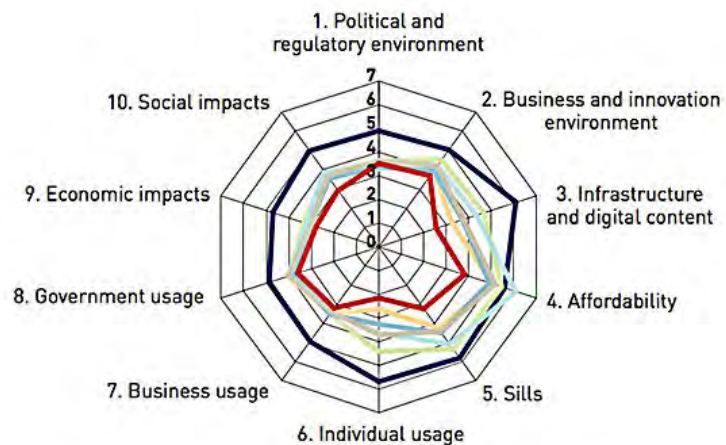 1. Political and
regulatory environment
7
6
5
4
3
2
1
0
2. Business and innovation
environment
3. Infrastructure
and digital content
4. Affordability
5. Sills
6. Individual usage
7. Business usage
8. Government usage
9. Economic impacts
10. Social impacts